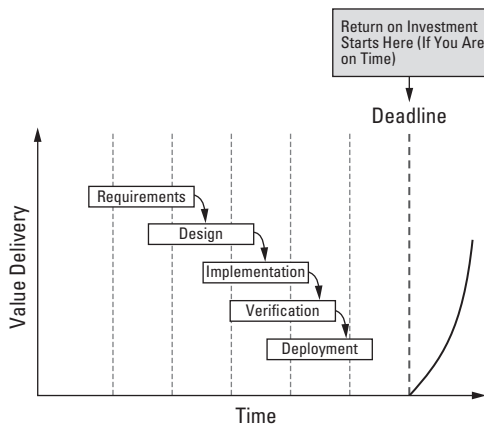 Return on Investment
Starts Here (If You Are
on Time)
Deadline
Requirements
Design
Implementation
Verification
Deployment
Value Delivery
Time